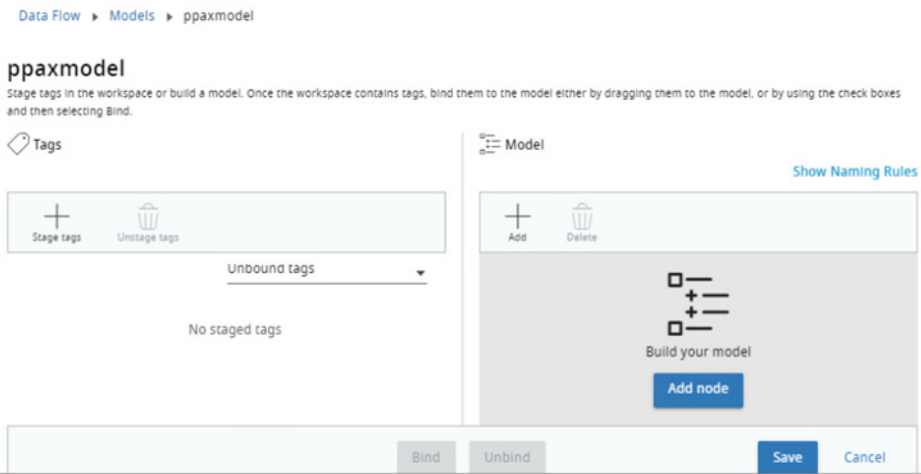 Data Flow ▸ Models ▸ ppaxmodel
ppaxmodel
Stage tags in the workspace or build a model. Once the workspace contains tags, bind them to the model either by dragging them to the model, or by using the check boxes
and then selecting Bind.
Tags
Stage tags
Unstage tags
Unbound tags
No staged tags
Model
Show Naming Rules
Add
Delete
Build your model
Add node
Bind
Unbind
Save
Cancel